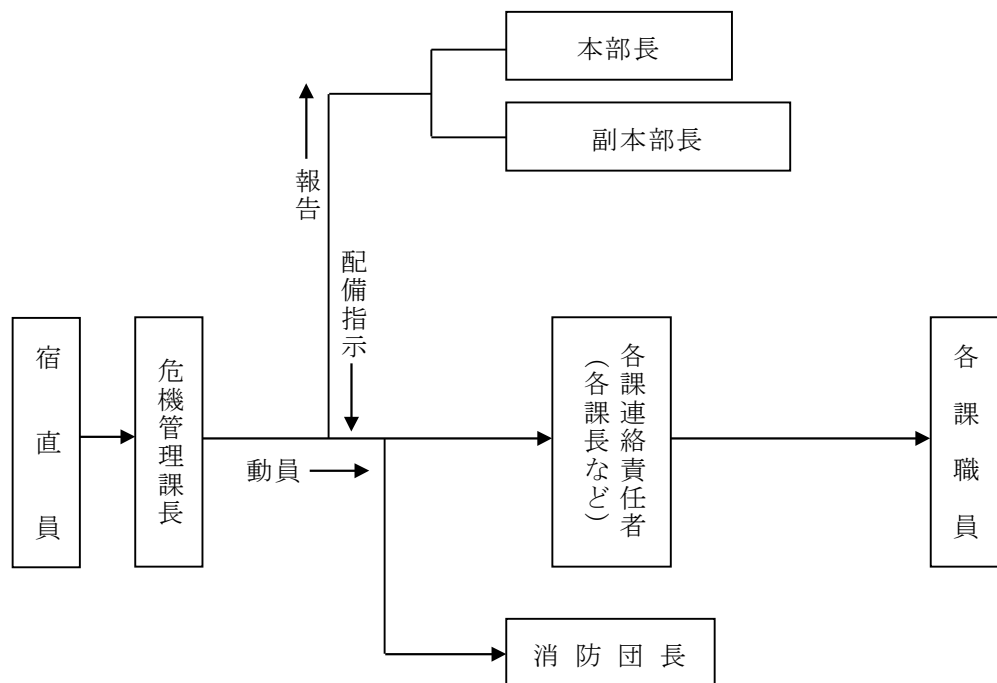 本部長
副本部長
報告
配備指示
宿直員
危機管理課長
動員
各課連絡責任者
(各課長など)
各課職員
消防団長